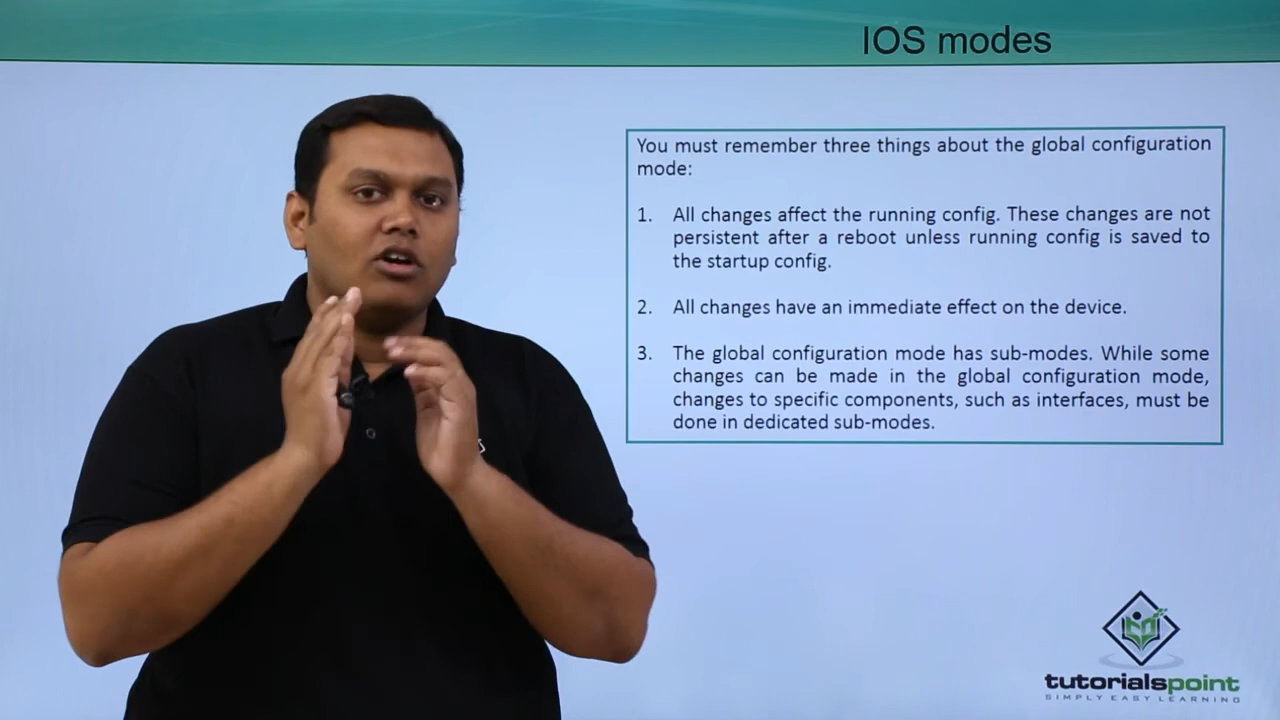 IOS modes
You must remember three things about the global configuration
mode:
1. All changes affect the running config. These changes are not
persistent after a reboot unless running config is saved to
the startup config.
2. All changes have an immediate effect on the device.
3. The global configuration mode has sub-modes. While some
changes can be made in the global configuration mode,
changes to specific components, such as interfaces, must be
done in dedicated sub-modes.
tutorialspoint
SIMPLY EASY LEARNING